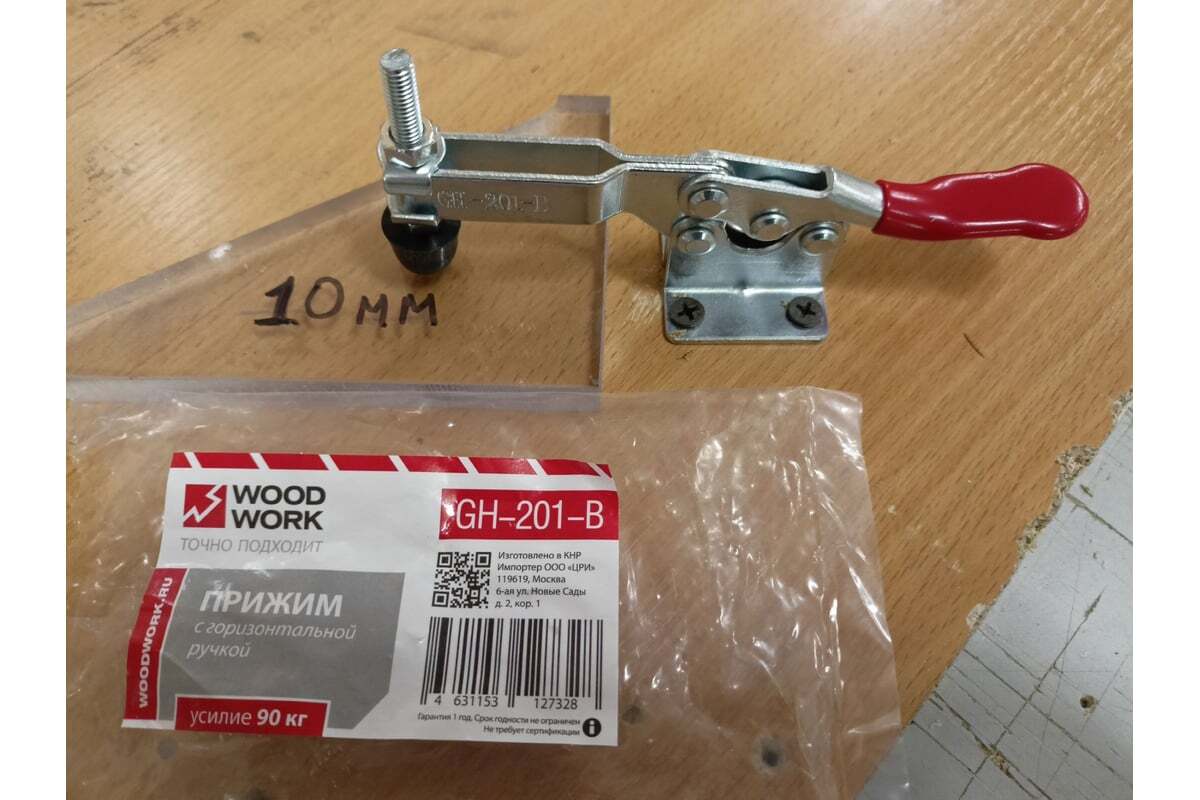 GH-201-B
10мм
WOOD
WORK
ТОЧНО ПОДХОДИТ
GH–201–B
Изготовлено в КНР
Импортер ООО «ЦРИ»
119619, Москва
6-ая ул. Новые Сады
д. 2, кор. 1
WOODWORK.RU
ПРИЖИМ
с горизонтальной
ручкой
усилие 90 кг
4 631153 127328
Гарантия 1 год. Срок годности не ограничен
Не требует сертификации